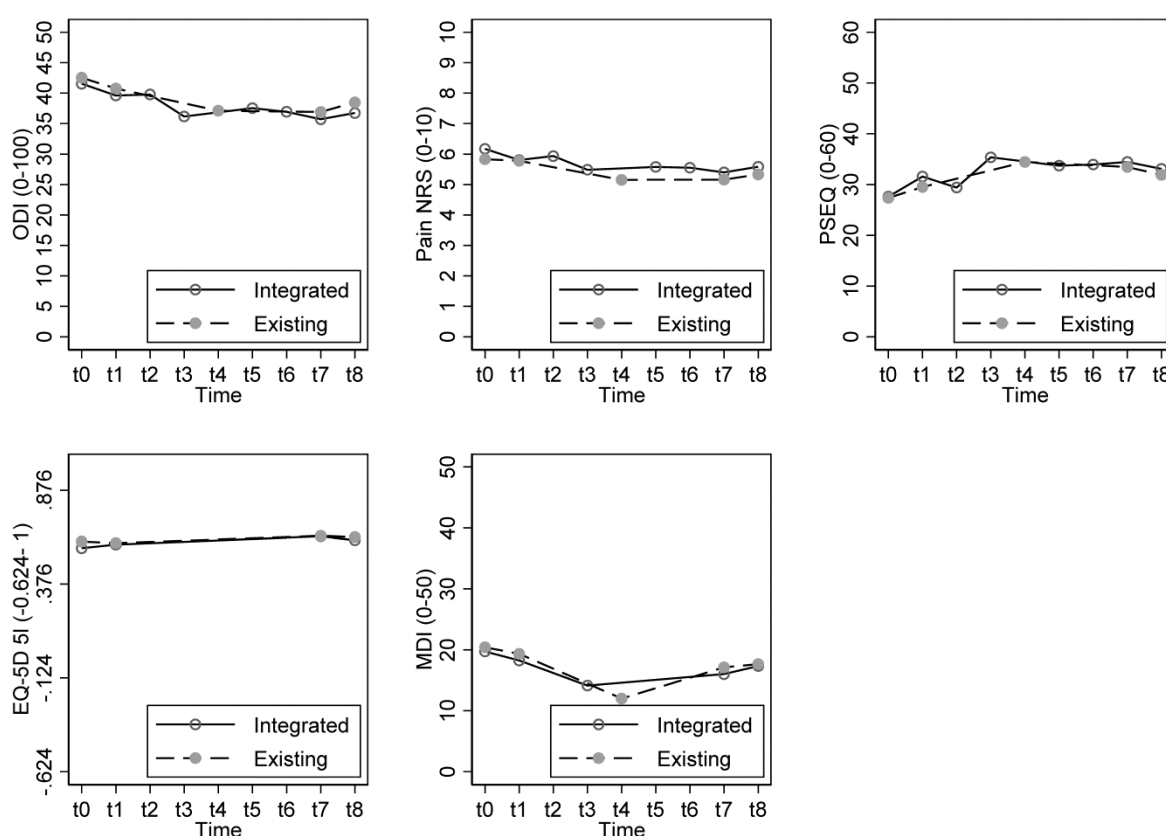 ODI (0-100)
0 5 10 15 20 25 30 35 40 45 50
Integrated
Existing
t0 t1 t2 t3 t4 t5 t6 t7 t8
Time
Pain NRS (0-10)
0 1 2 3 4 5 6 7 8 9 10
Integrated
Existing
t0 t1 t2 t3 t4 t5 t6 t7 t8
Time
PSEQ (0-60)
0 10 20 30 40 50 60
Integrated
Existing
t0 t1 t2 t3 t4 t5 t6 t7 t8
Time
EQ-5D 5l (-0.624- 1)
-.624 -.124 .376 .876
Integrated
Existing
t0 t1 t2 t3 t4 t5 t6 t7 t8
Time
MDI (0-50)
0 10 20 30 40 50
Integrated
Existing
t0 t1 t2 t3 t4 t5 t6 t7 t8
Time